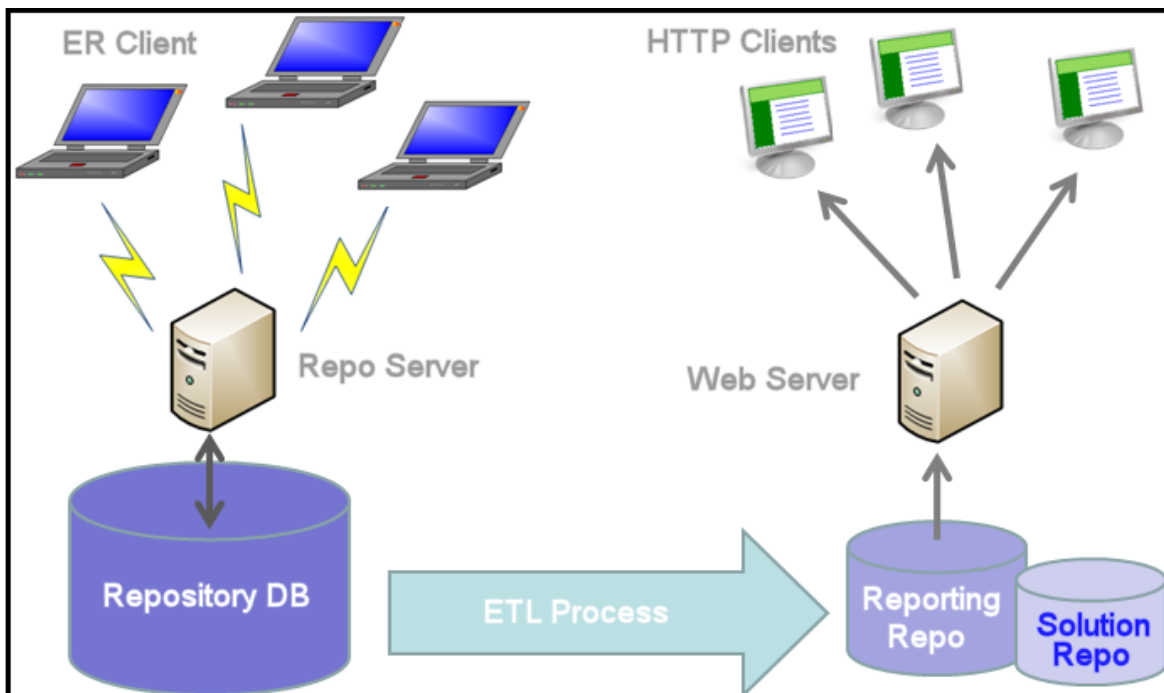 ER Client
HTTP Clients
Repo Server
Web Server
Repository DB
ETL Process
Reporting
Repo
Solution
Repo